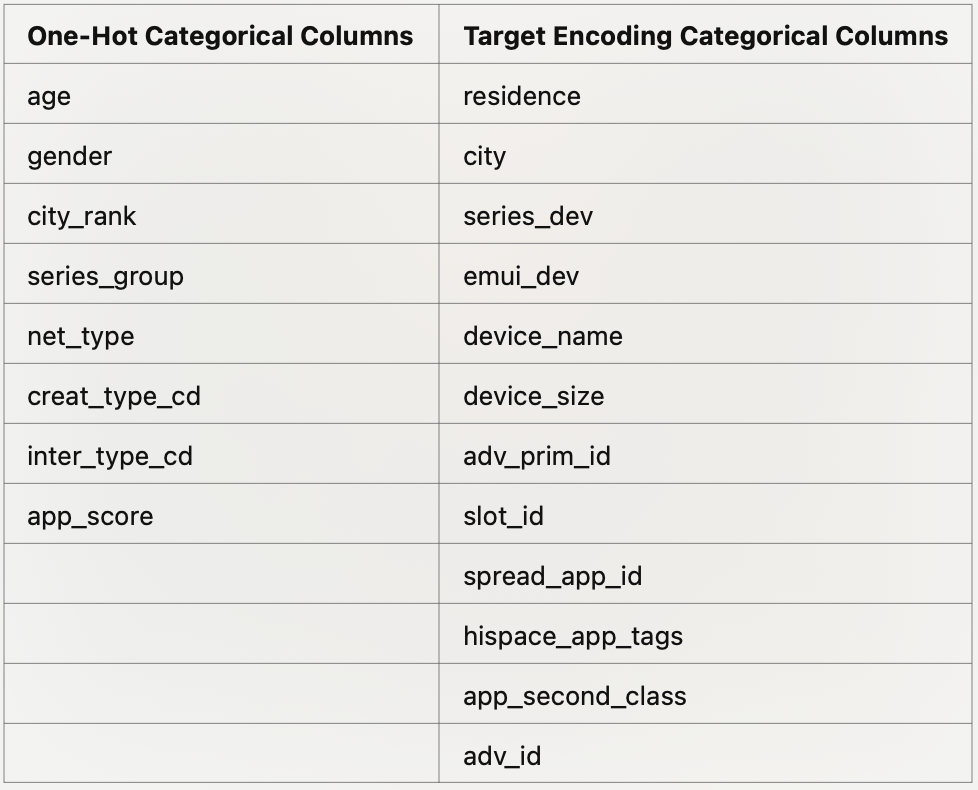 One-Hot Categorical Columns Target Encoding Categorical Columns
age residence
gender city
city_rank series_dev
series_group emui_dev
net_type device_name
creat_type_cd device_size
inter_type_cd adv_prim_id
app_score slot_id
spread_app_id
hispace_app_tags
app_second_class
adv_id